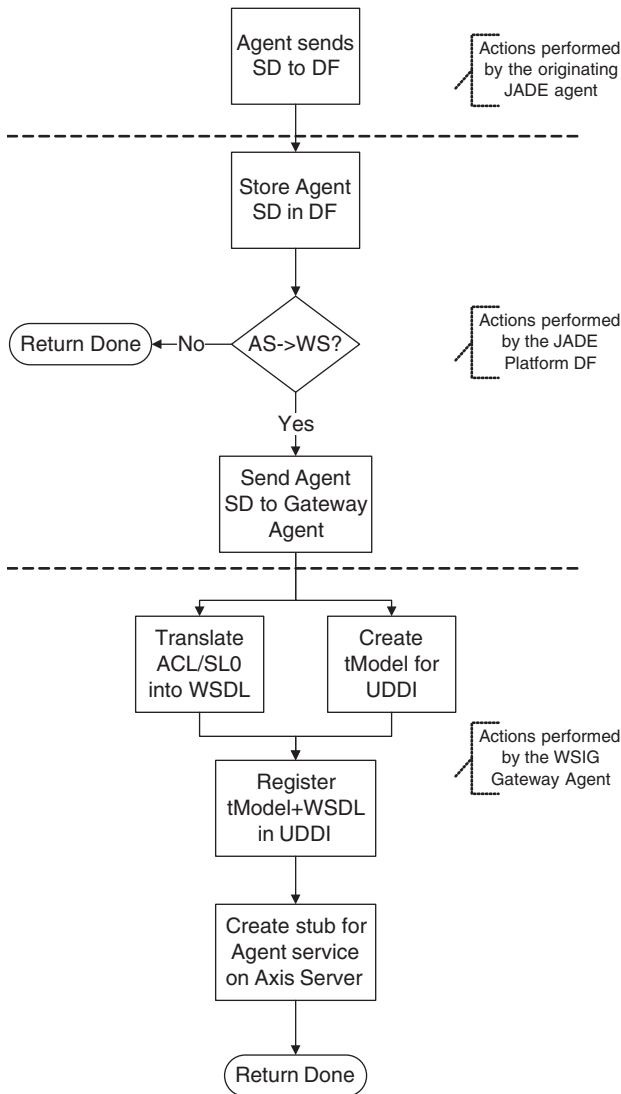 Agent sends
SD to DF
Actions performed
by the originating
JADE agent
Store Agent
SD in DF
Return Done
No
AS->WS?
Actions performed
by the JADE
Platform DF
Yes
Send Agent
SD to Gateway
Agent
Translate
ACL/SL0
into WSDL
Create
tModel for
UDDI
Actions performed
by the WSIG
Gateway Agent
Register
tModel+WSDL
in UDDI
Create stub for
Agent service
on Axis Server
Return Done